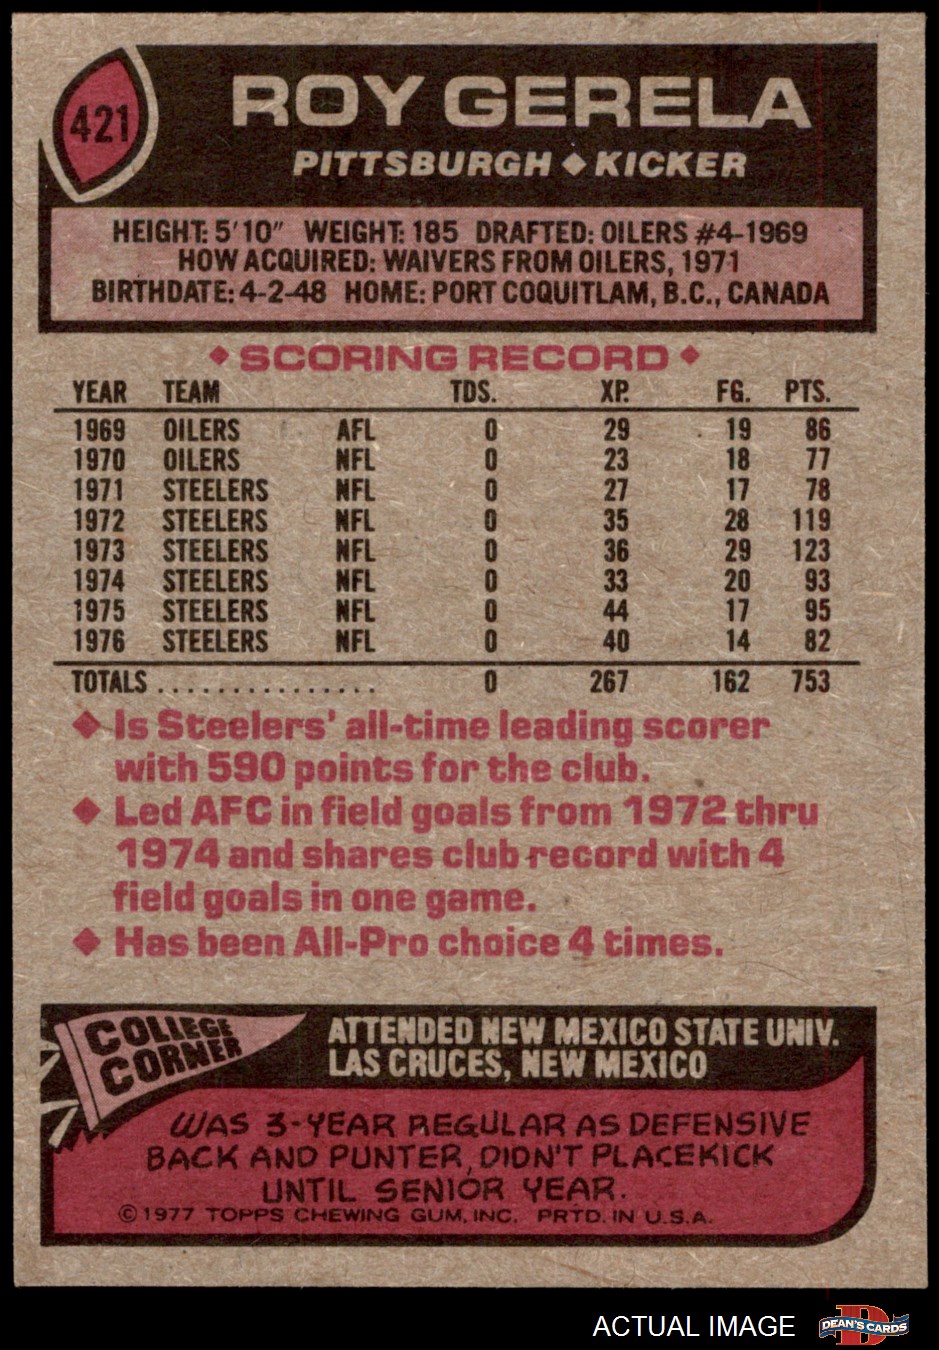 421
ROY GERELA
PITTSBURGH ◆ KICKER
HEIGHT: 5'10" WEIGHT: 185 DRAFTED: OILERS #4-1969
HOW ACQUIRED: WAIVERS FROM OILERS, 1971
BIRTHDATE: 4-2-48 HOME: PORT COQUITLAM, B.C., CANADA
◆ SCORING RECORD ◆
YEAR TEAM TDS. XP. FG. PTS.
1969 OILERS AFL 0 29 19 86
1970 OILERS NFL 0 23 18 77
1971 STEELERS NFL 0 27 17 78
1972 STEELERS NFL 0 35 28 119
1973 STEELERS NFL 0 36 29 123
1974 STEELERS NFL 0 33 20 93
1975 STEELERS NFL 0 44 17 95
1976 STEELERS NFL 0 40 14 82
TOTALS ............... 0 267 162 753
◆ Is Steelers' all-time leading scorer
with 590 points for the club.
◆ Led AFC in field goals from 1972 thru
1974 and shares club record with 4
field goals in one game.
◆ Has been All-Pro choice 4 times.
COLLEGE
CORNER
ATTENDED NEW MEXICO STATE UNIV.
LAS CRUCES, NEW MEXICO
WAS 3-YEAR REGULAR AS DEFENSIVE
BACK AND PUNTER, DIDN'T PLACEKICK
UNTIL SENIOR YEAR.
© 1977 TOPPS CHEWING GUM, INC. PRTD. IN U.S.A.
ACTUAL IMAGE
D
DEAN'S CARDS